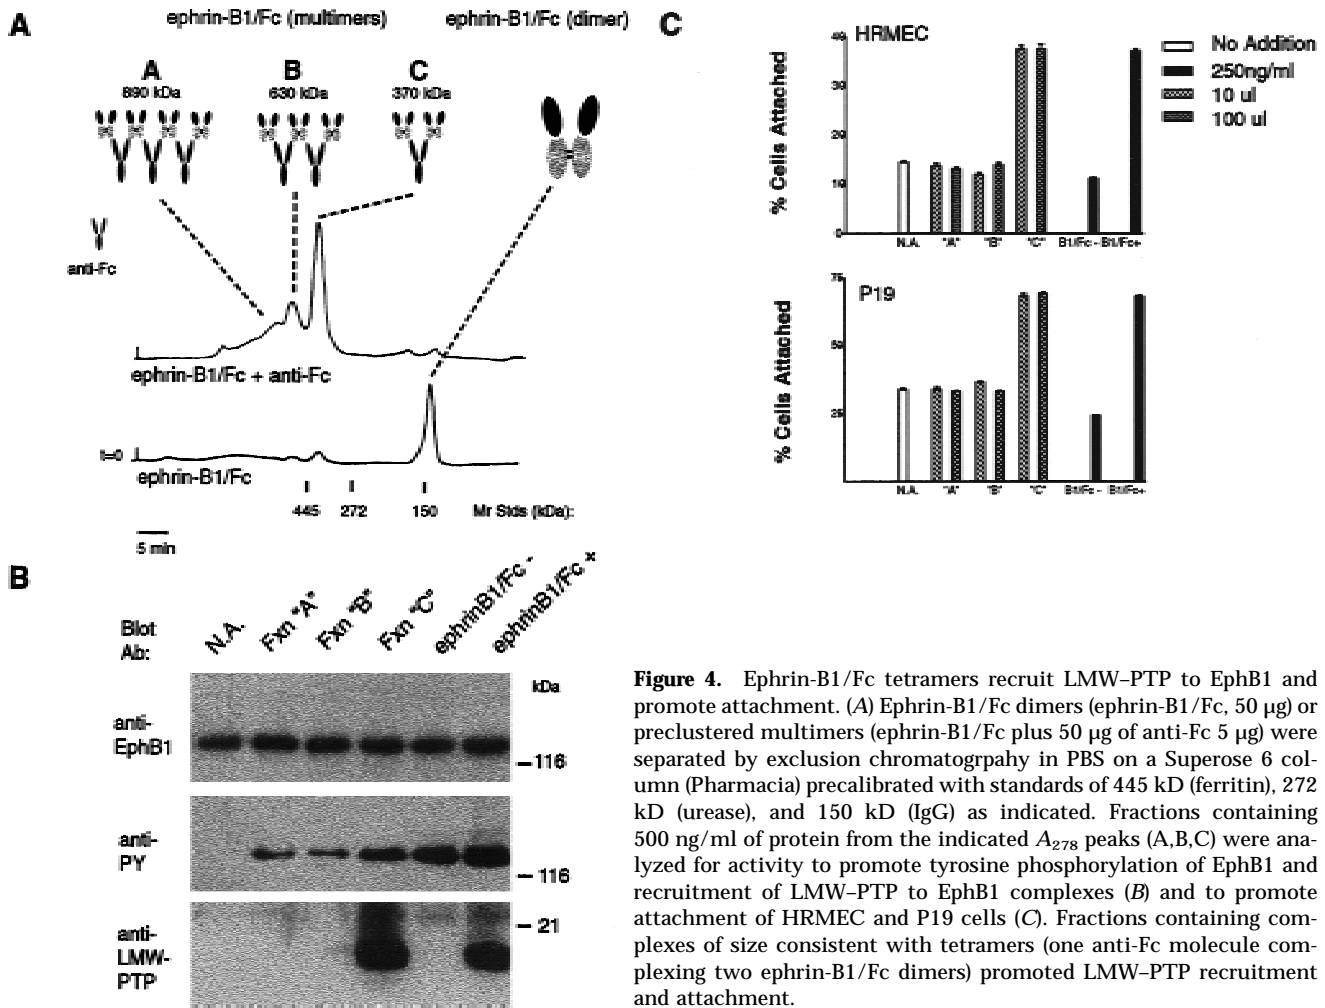 A
ephrin-B1/Fc (multimers)
ephrin-B1/Fc (dimer)
A
890 kDa
B
630 kDa
C
370 kDa
anti-Fc
ephrin-B1/Fc + anti-Fc
t=0
ephrin-B1/Fc
445
272
150
Mr Stds (kDa):
5 min
C
HRMEC
No Addition
250ng/ml
10 ul
100 ul
% Cells Attached
40
30
20
10
0
N.A.
"A"
"B"
"C"
B1/Fc -
B1/Fc+
P19
% Cells Attached
75
50
25
N.A.
"A"
"B"
"C"
B1/Fc -
B1/Fc+
B
Blot
Ab:
N.A.
Fxn "A"
Fxn "B"
Fxn "C"
ephrinB1/Fc -
ephrinB1/Fc +
kDa
anti-
EphB1
116
anti-
PY
116
21
anti-
LMW-
PTP
Figure 4. Ephrin-B1/Fc tetramers recruit LMW–PTP to EphB1 and
promote attachment. (A) Ephrin-B1/Fc dimers (ephrin-B1/Fc, 50 μg) or
preclustered multimers (ephrin-B1/Fc plus 50 μg of anti-Fc 5 μg) were
separated by exclusion chromatogrpahy in PBS on a Superose 6 col-
umn (Pharmacia) precalibrated with standards of 445 kD (ferritin), 272
kD (urease), and 150 kD (IgG) as indicated. Fractions containing
500 ng/ml of protein from the indicated A278 peaks (A,B,C) were ana-
lyzed for activity to promote tyrosine phosphorylation of EphB1 and
recruitment of LMW–PTP to EphB1 complexes (B) and to promote
attachment of HRMEC and P19 cells (C). Fractions containing com-
plexes of size consistent with tetramers (one anti-Fc molecule com-
plexing two ephrin-B1/Fc dimers) promoted LMW–PTP recruitment
and attachment.